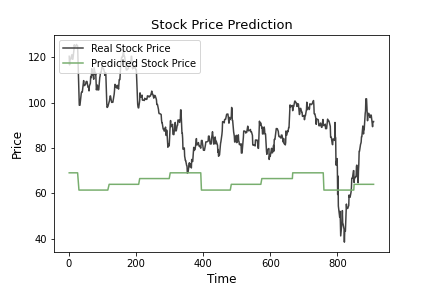 Stock Price Prediction
Real Stock Price
Predicted Stock Price
Price
120
100
80
60
40
0 200 400 600 800
Time